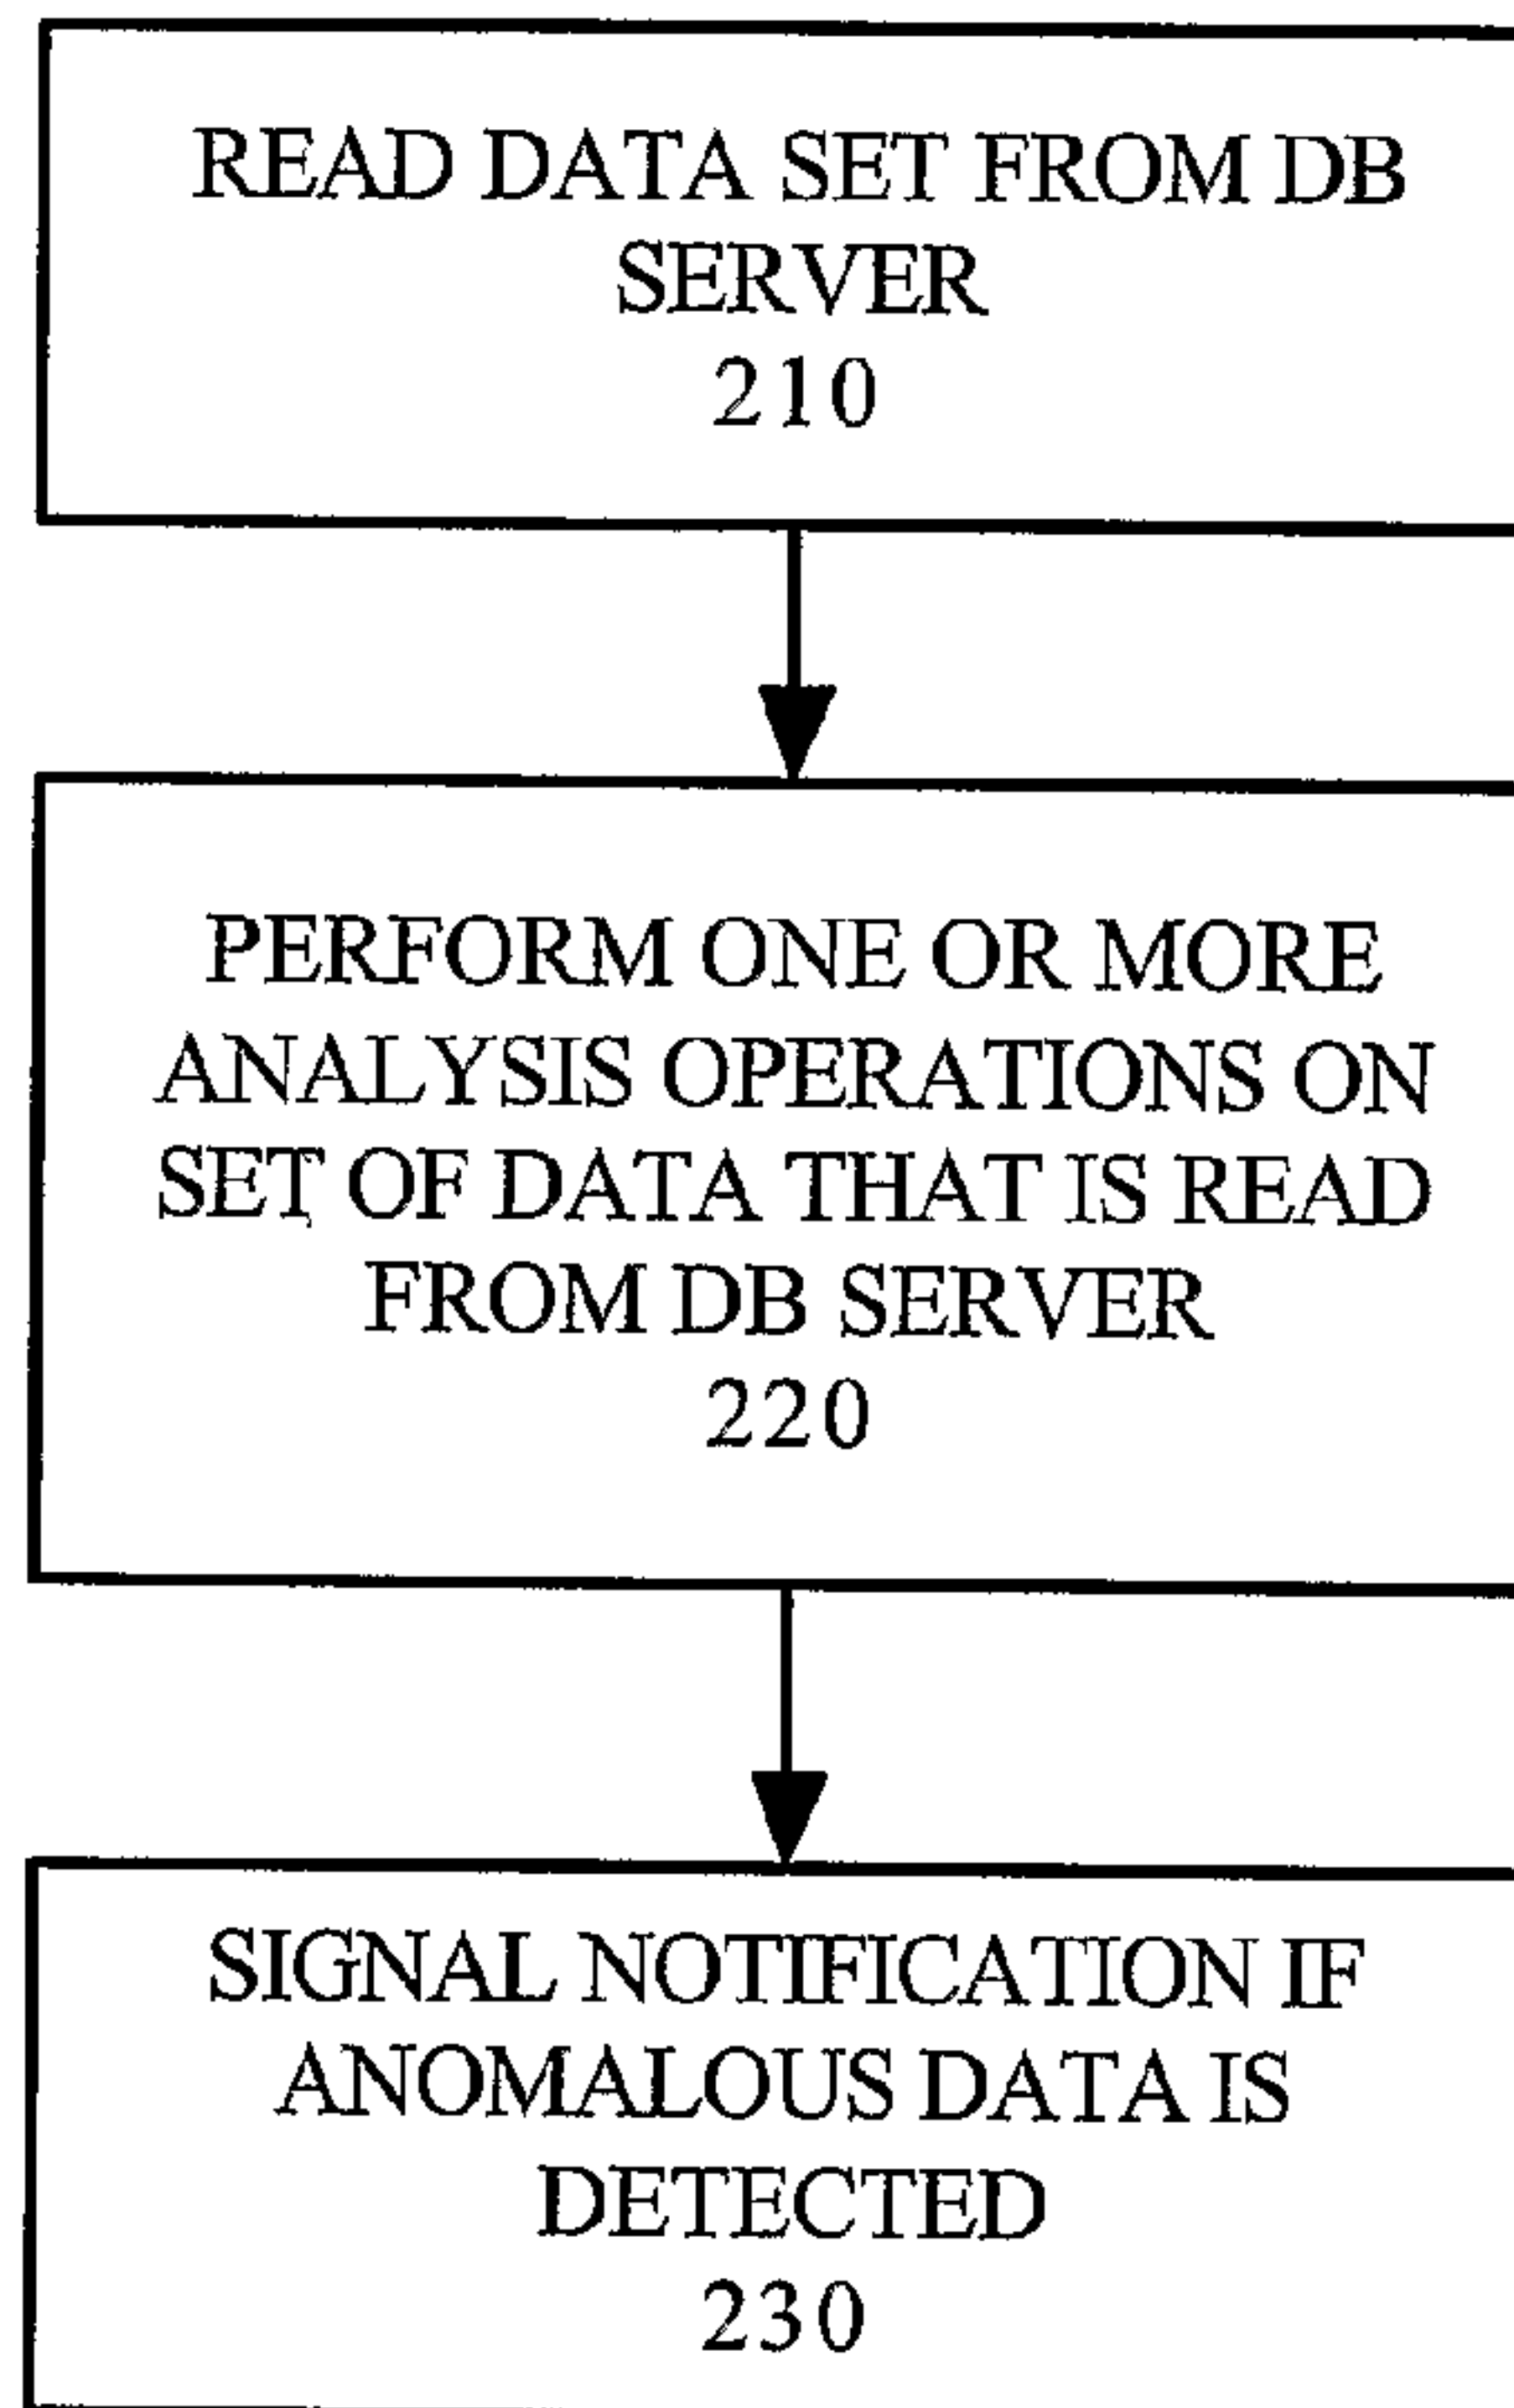 READ DATA SET FROM DB
SERVER
210
PERFORM ONE OR MORE
ANALYSIS OPERATIONS ON
SET OF DATA THAT IS READ
FROM DB SERVER
220
SIGNAL NOTIFICATION IF
ANOMALOUS DATA IS
DETECTED
230